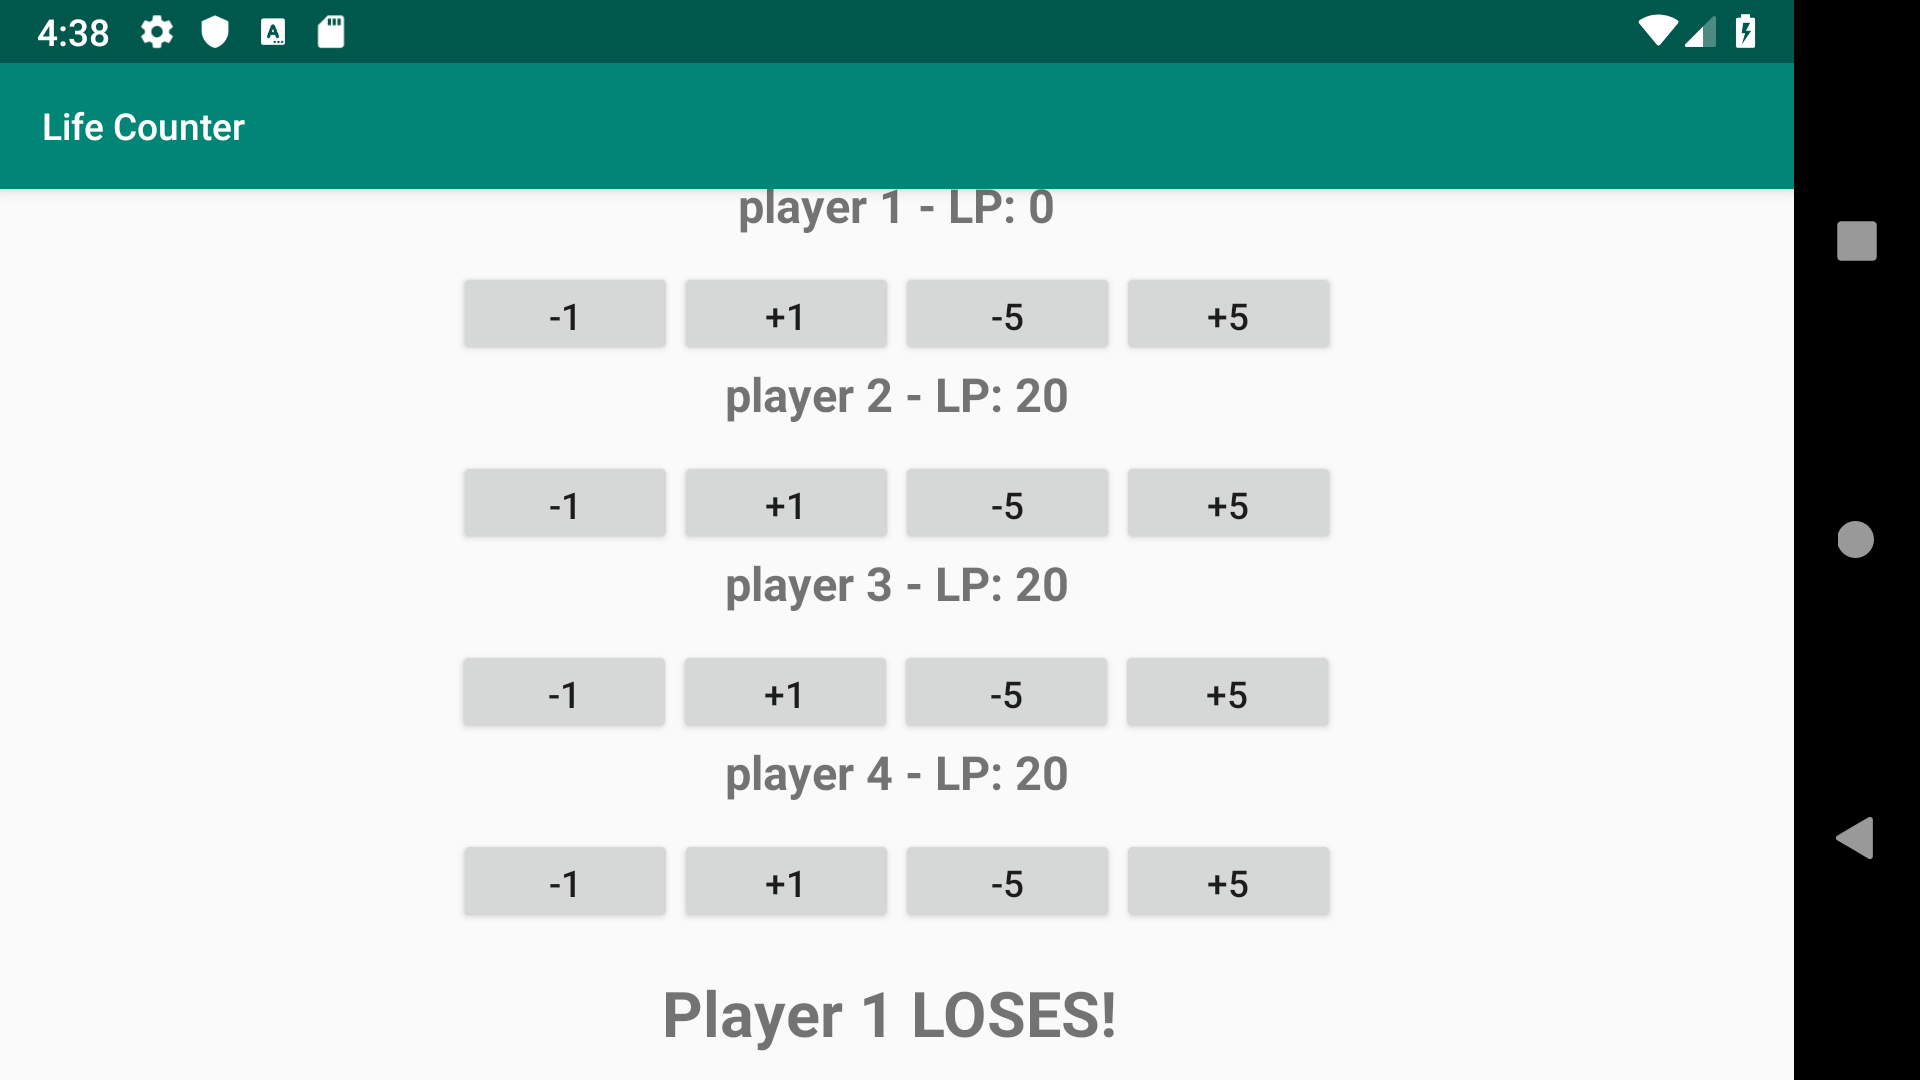 4:38
Life Counter
player 1 - LP: 0
-1 +1 -5 +5
player 2 - LP: 20
-1 +1 -5 +5
player 3 - LP: 20
-1 +1 -5 +5
player 4 - LP: 20
-1 +1 -5 +5
Player 1 LOSES!